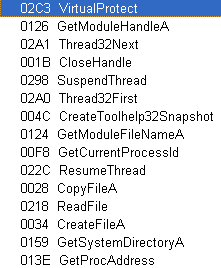 02C3 VirtualProtect
0126 GetModuleHandleA
02A1 Thread32Next
001B CloseHandle
0298 SuspendThread
02A0 Thread32First
004C CreateToolhelp32Snapshot
0124 GetModuleFileNameA
00F8 GetCurrentProcessId
022C ResumeThread
0028 CopyFileA
0218 ReadFile
0034 CreateFileA
0159 GetSystemDirectoryA
013E GetProcAddress